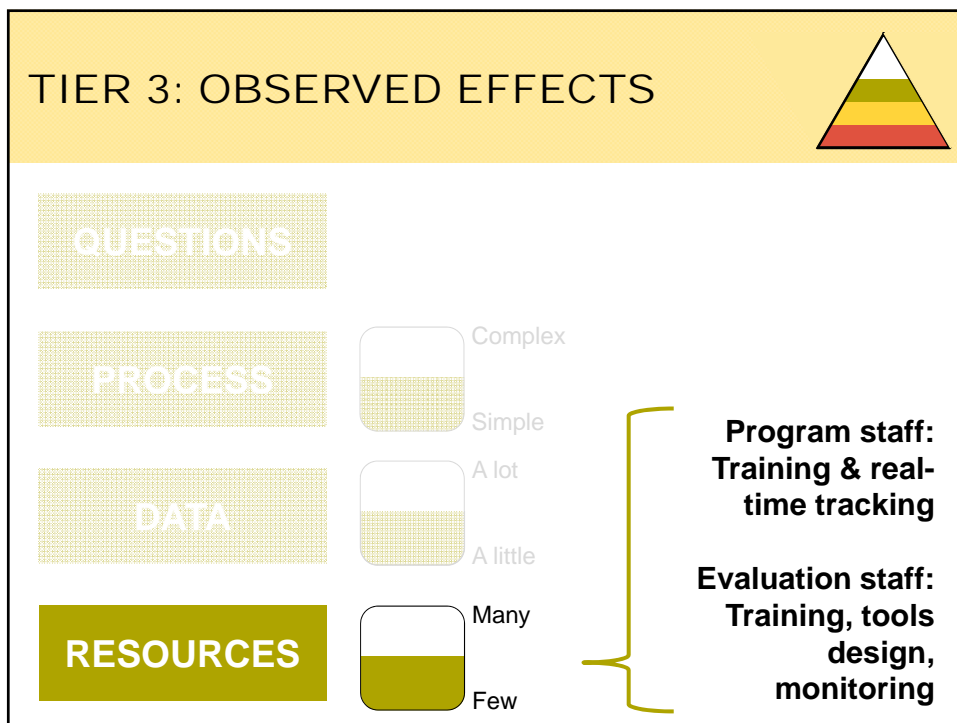 TIER 3: OBSERVED EFFECTS
QUESTIONS
PROCESS
Complex
Simple
DATA
A lot
A little
RESOURCES
Many
Few
Program staff:
Training & real-
time tracking
Evaluation staff:
Training, tools
design,
monitoring